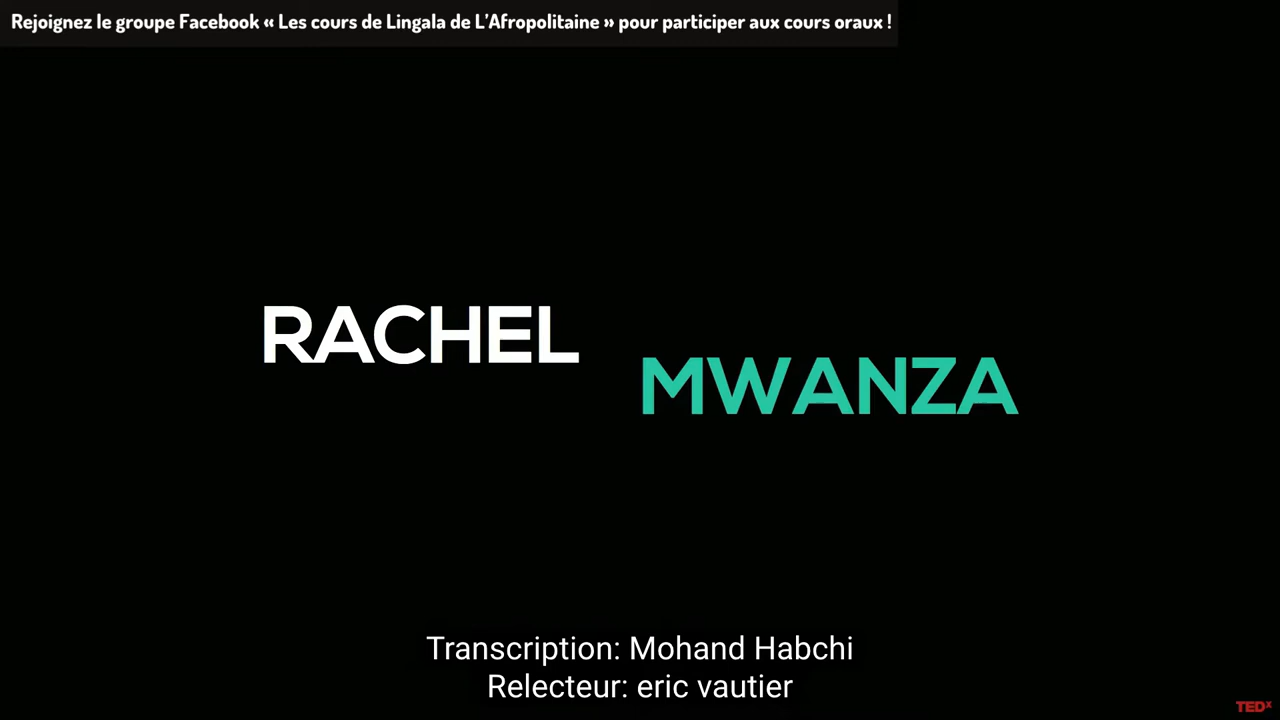 Rejoignez le groupe Facebook « Les cours de Lingala de L’Afropolitaine » pour participer aux cours oraux !
RACHEL
MWANZA
Transcription: Mohand Habchi
Relecteur: eric vautier
TEDx